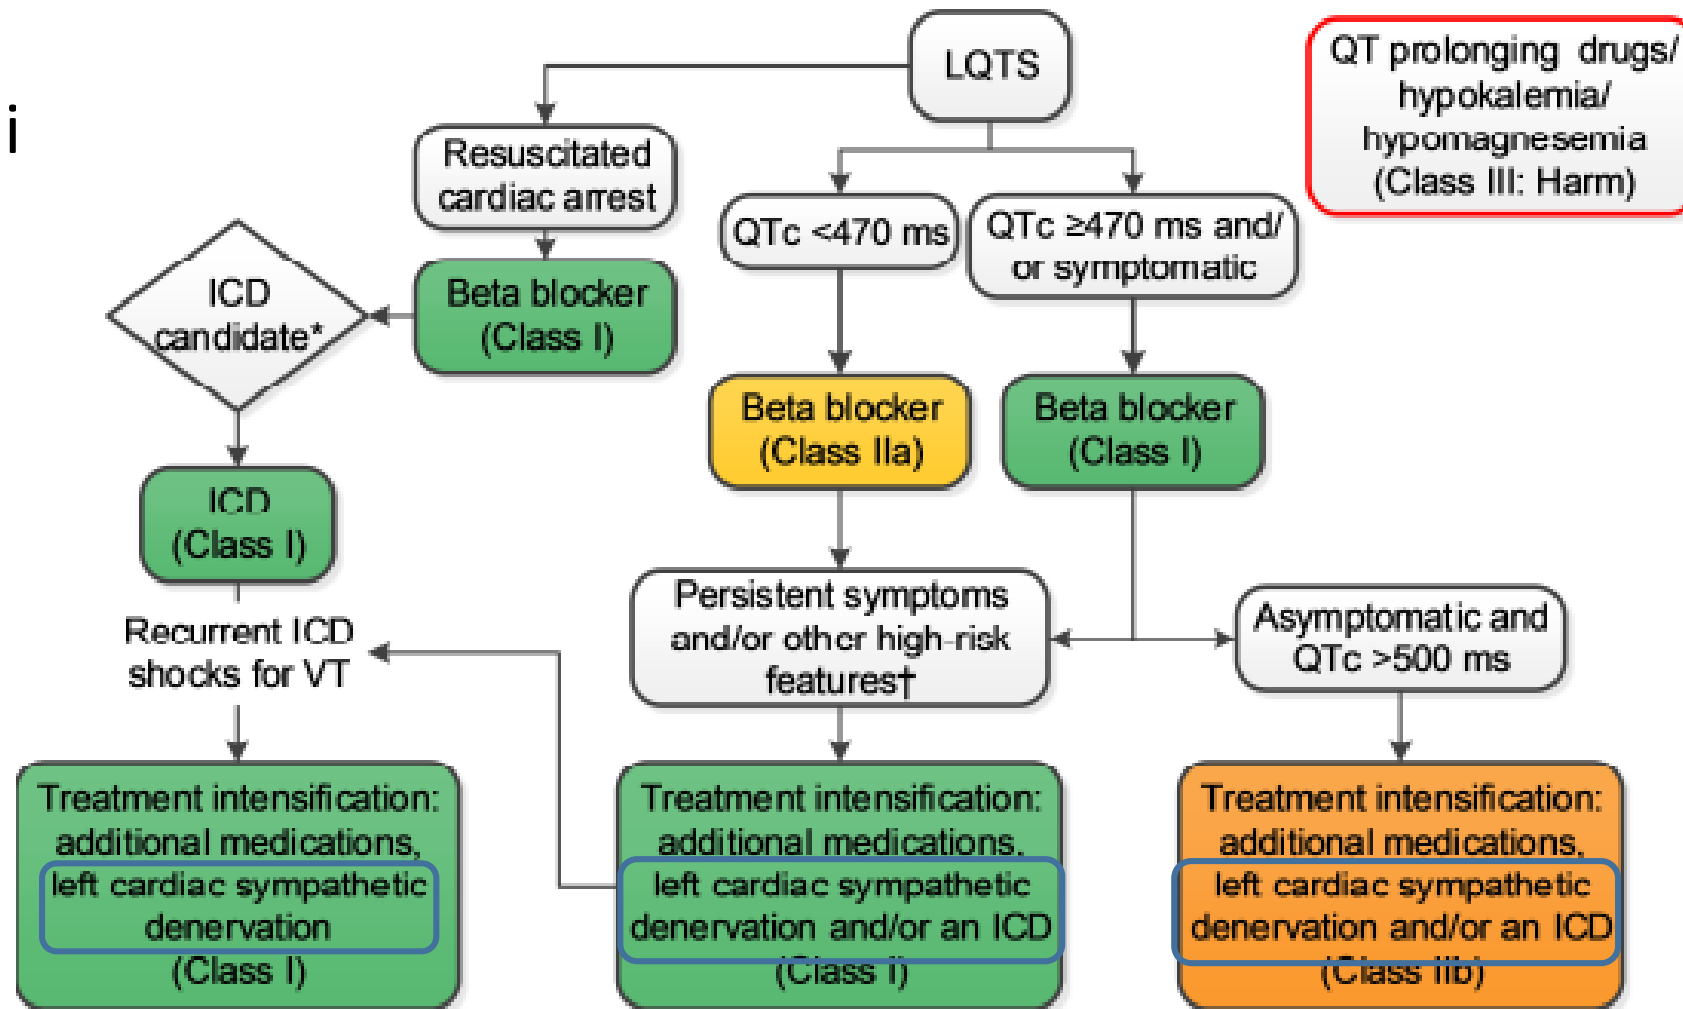 i
LQTS
QT prolonging drugs/
hypokalemia/
hypomagnesemia
(Class III: Harm)
Resuscitated
cardiac arrest
QTc <470 ms
QTc ≥470 ms and/
or symptomatic
ICD
candidate*
Beta blocker
(Class I)
Beta blocker
(Class IIa)
Beta blocker
(Class I)
ICD
(Class I)
Recurrent ICD
shocks for VT
Persistent symptoms
and/or other high-risk
features†
Asymptomatic and
QTc >500 ms
Treatment intensification:
additional medications,
left cardiac sympathetic
denervation
(Class I)
Treatment intensification:
additional medications,
left cardiac sympathetic
denervation and/or an ICD
(Class I)
Treatment intensification:
additional medications,
left cardiac sympathetic
denervation and/or an ICD
(Class IIb)